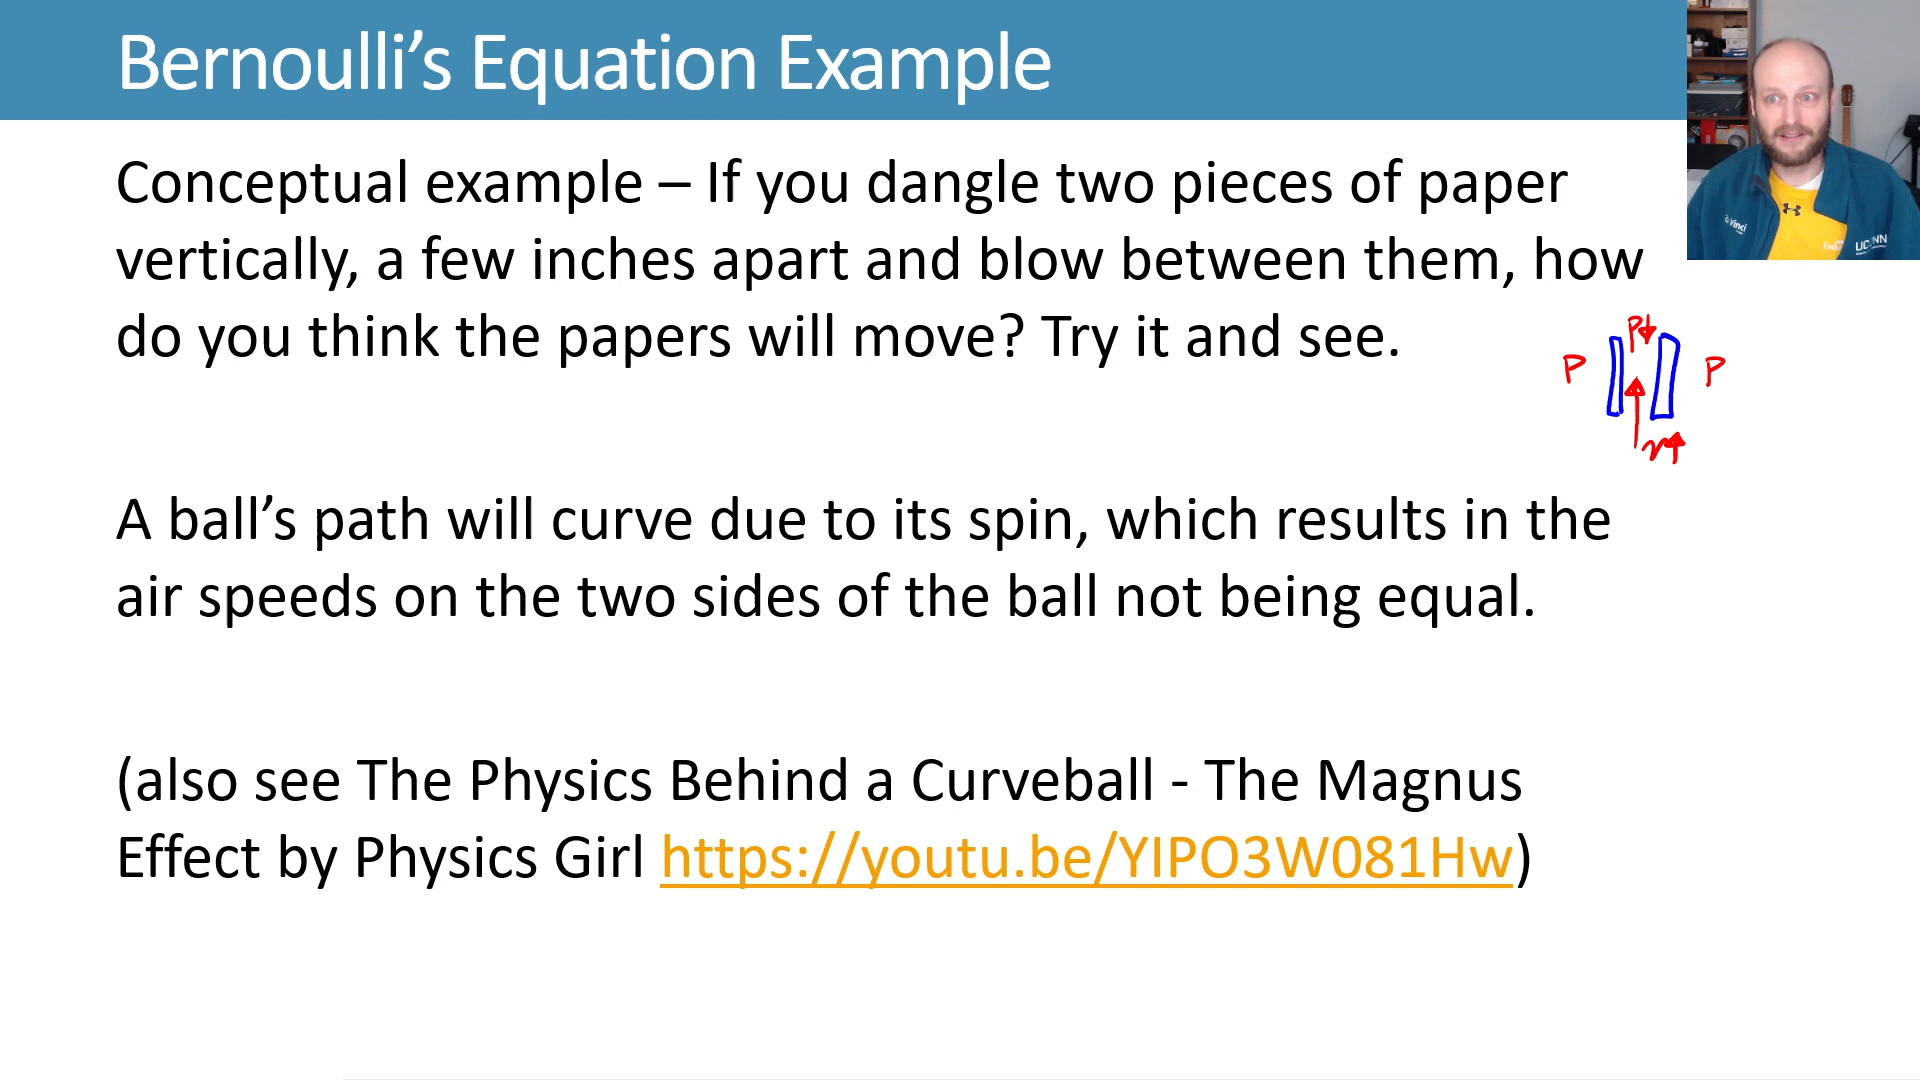 Bernoulli’s Equation Example
Conceptual example – If you dangle two pieces of paper
vertically, a few inches apart and blow between them, how
do you think the papers will move? Try it and see.
P↓
P
P
v↑
A ball’s path will curve due to its spin, which results in the
air speeds on the two sides of the ball not being equal.
(also see The Physics Behind a Curveball - The Magnus
Effect by Physics Girl https://youtu.be/YIPO3W081Hw)
UCONN